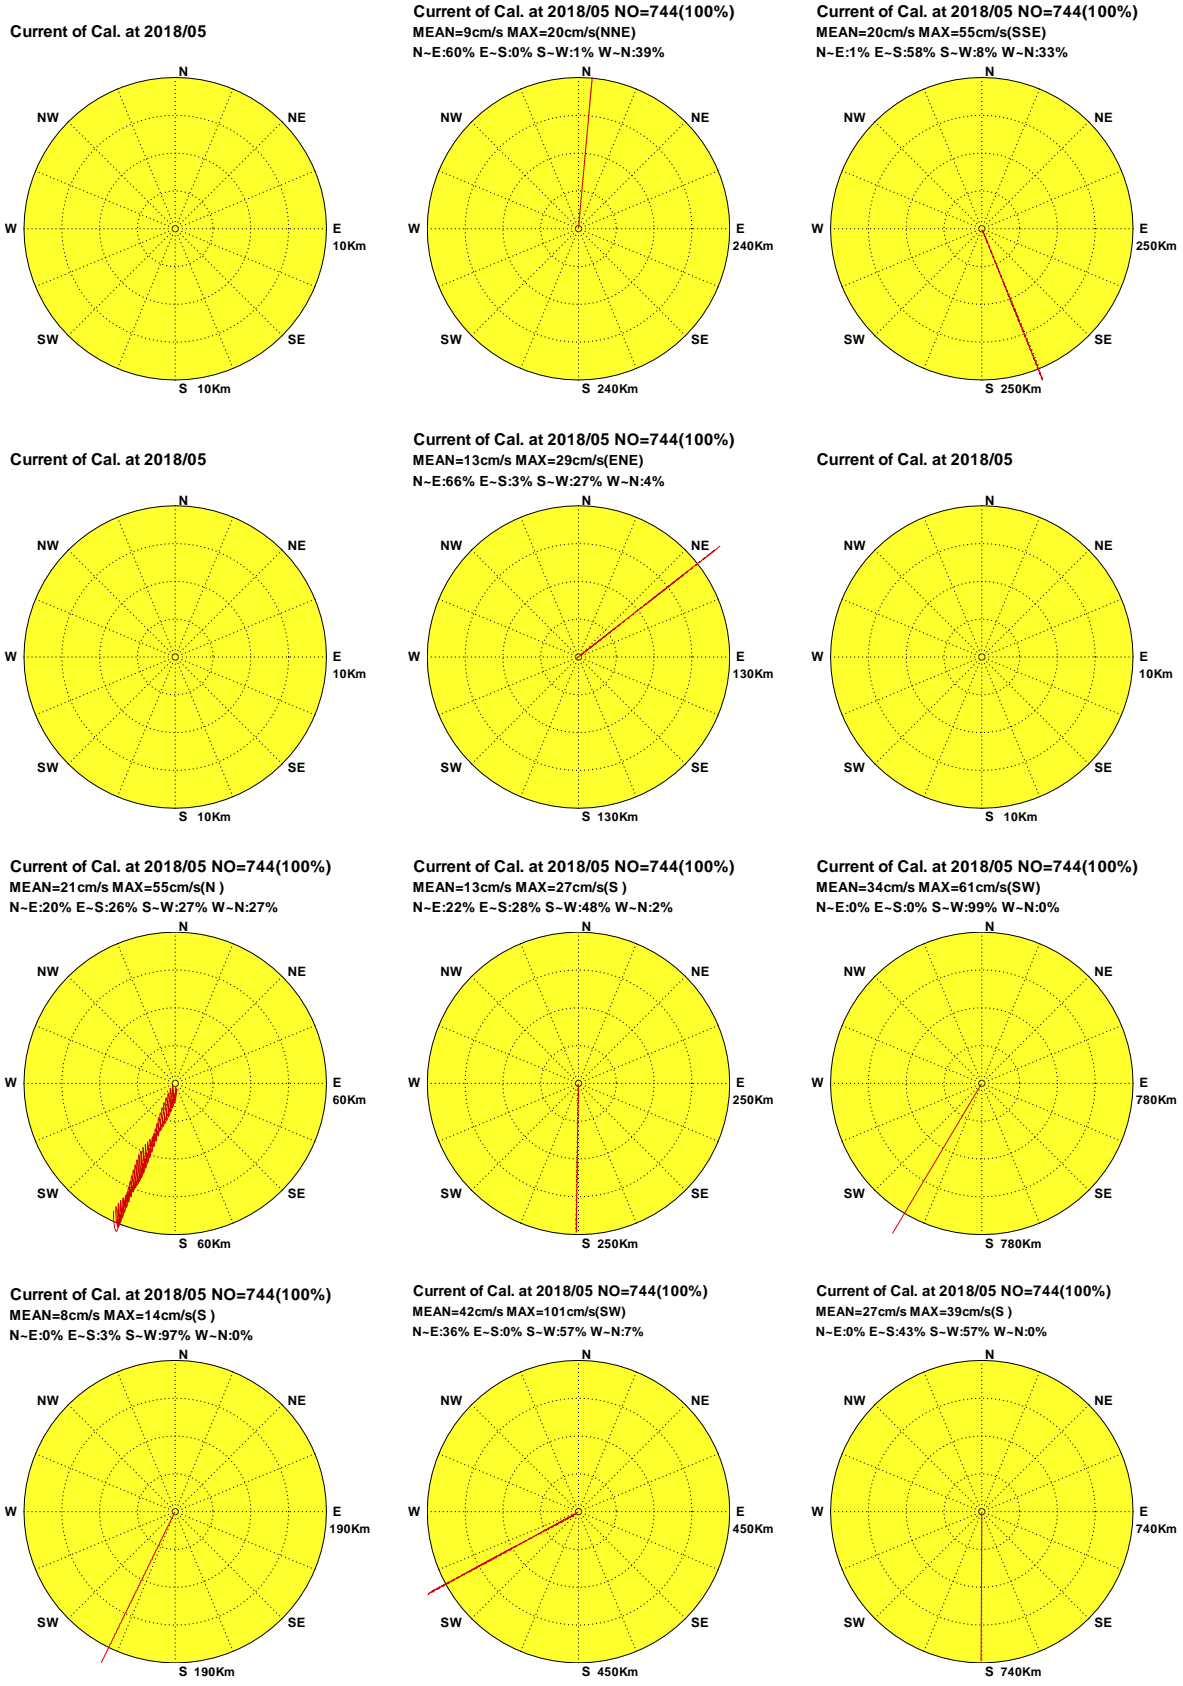 Current of Cal. at 2018/05
N
NW
NE
W
E
10Km
SW
SE
S 10Km
Current of Cal. at 2018/05 NO=744(100%)
MEAN=9cm/s MAX=20cm/s(NNE)
N~E:60% E~S:0% S~W:1% W~N:39%
N
NW
NE
W
E
240Km
SW
SE
S 240Km
Current of Cal. at 2018/05 NO=744(100%)
MEAN=20cm/s MAX=55cm/s(SSE)
N~E:1% E~S:58% S~W:8% W~N:33%
N
NW
NE
W
E
250Km
SW
SE
S 250Km
Current of Cal. at 2018/05
N
NW
NE
W
E
10Km
SW
SE
S 10Km
Current of Cal. at 2018/05 NO=744(100%)
MEAN=13cm/s MAX=29cm/s(ENE)
N~E:66% E~S:3% S~W:27% W~N:4%
N
NW
NE
W
E
130Km
SW
SE
S 130Km
Current of Cal. at 2018/05
N
NW
NE
W
E
10Km
SW
SE
S 10Km
Current of Cal. at 2018/05 NO=744(100%)
MEAN=21cm/s MAX=55cm/s(N )
N~E:20% E~S:26% S~W:27% W~N:27%
N
NW
NE
W
E
60Km
SW
SE
S 60Km
Current of Cal. at 2018/05 NO=744(100%)
MEAN=13cm/s MAX=27cm/s(S )
N~E:22% E~S:28% S~W:48% W~N:2%
N
NW
NE
W
E
250Km
SW
SE
S 250Km
Current of Cal. at 2018/05 NO=744(100%)
MEAN=34cm/s MAX=61cm/s(SW)
N~E:0% E~S:0% S~W:99% W~N:0%
N
NW
NE
W
E
780Km
SW
SE
S 780Km
Current of Cal. at 2018/05 NO=744(100%)
MEAN=8cm/s MAX=14cm/s(S )
N~E:0% E~S:3% S~W:97% W~N:0%
N
NW
NE
W
E
190Km
SW
SE
S 190Km
Current of Cal. at 2018/05 NO=744(100%)
MEAN=42cm/s MAX=101cm/s(SW)
N~E:36% E~S:0% S~W:57% W~N:7%
N
NW
NE
W
E
450Km
SW
SE
S 450Km
Current of Cal. at 2018/05 NO=744(100%)
MEAN=27cm/s MAX=39cm/s(S )
N~E:0% E~S:43% S~W:57% W~N:0%
N
NW
NE
W
E
740Km
SW
SE
S 740Km